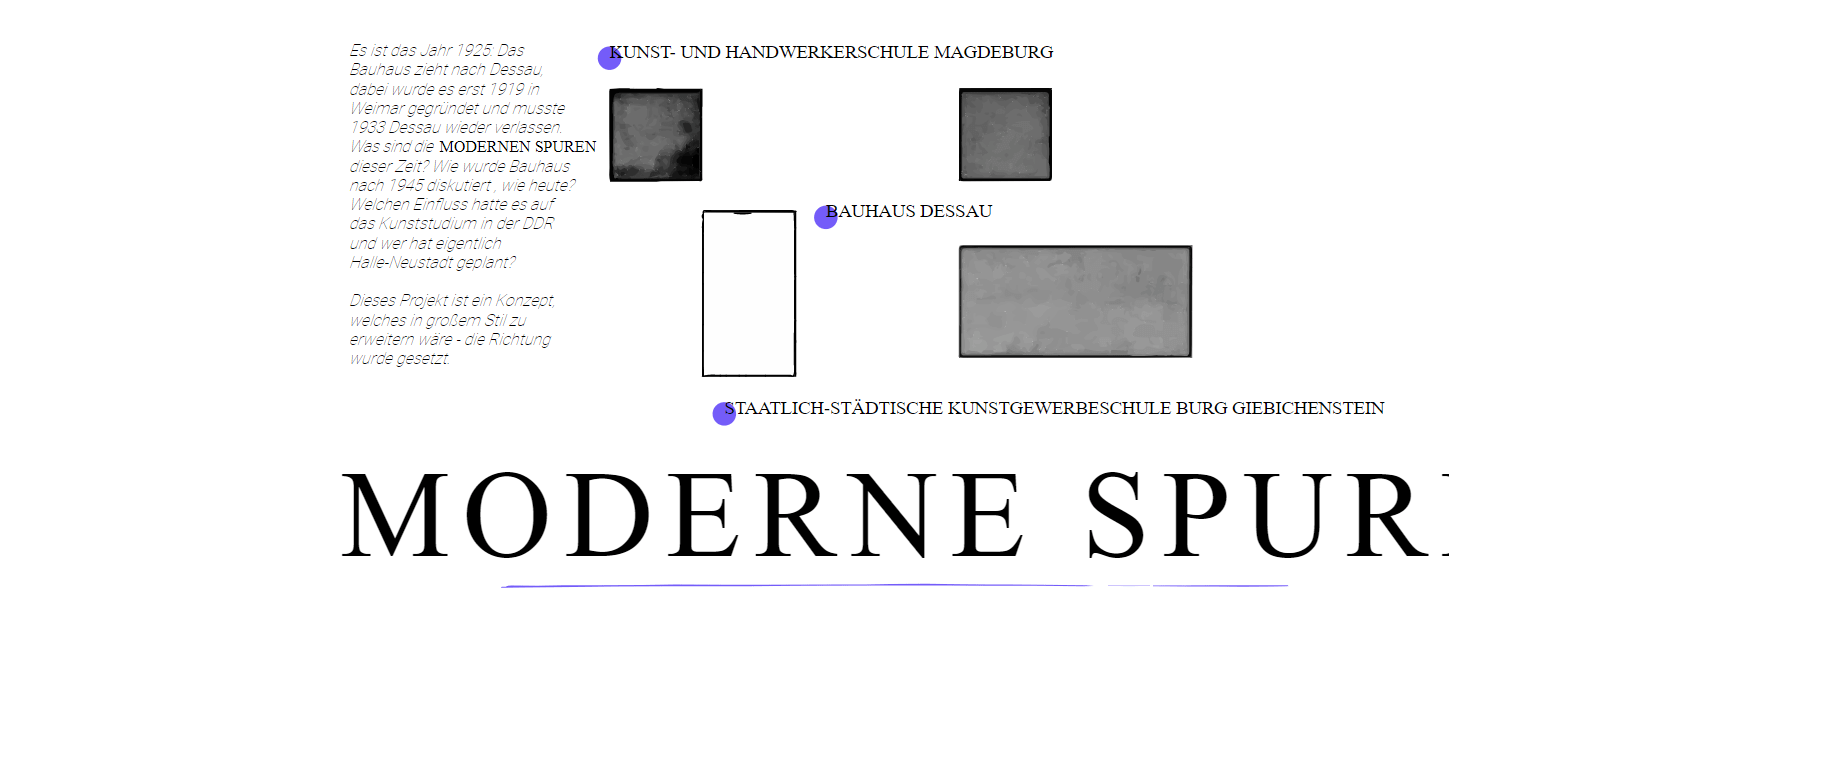 Es ist das Jahr 1925: Das
Bauhaus zieht nach Dessau,
dabei wurde es erst 1919 in
Weimar gegründet und musste
1933 Dessau wieder verlassen.
Was sind die MODERNEN SPUREN
dieser Zeit? Wie wurde Bauhaus
nach 1945 diskutiert , wie heute?
Welchen Einfluss hatte es auf
das Kunststudium in der DDR
und wer hat eigentlich
Halle-Neustadt geplant?
Dieses Projekt ist ein Konzept,
welches in großem Stil zu
erweitern wäre - die Richtung
wurde gesetzt.
KUNST- UND HANDWERKERSCHULE MAGDEBURG
BAUHAUS DESSAU
STAATLICH-STÄDTISCHE KUNSTGEWERBESCHULE BURG GIEBICHENSTEIN
MODERNE SPUR